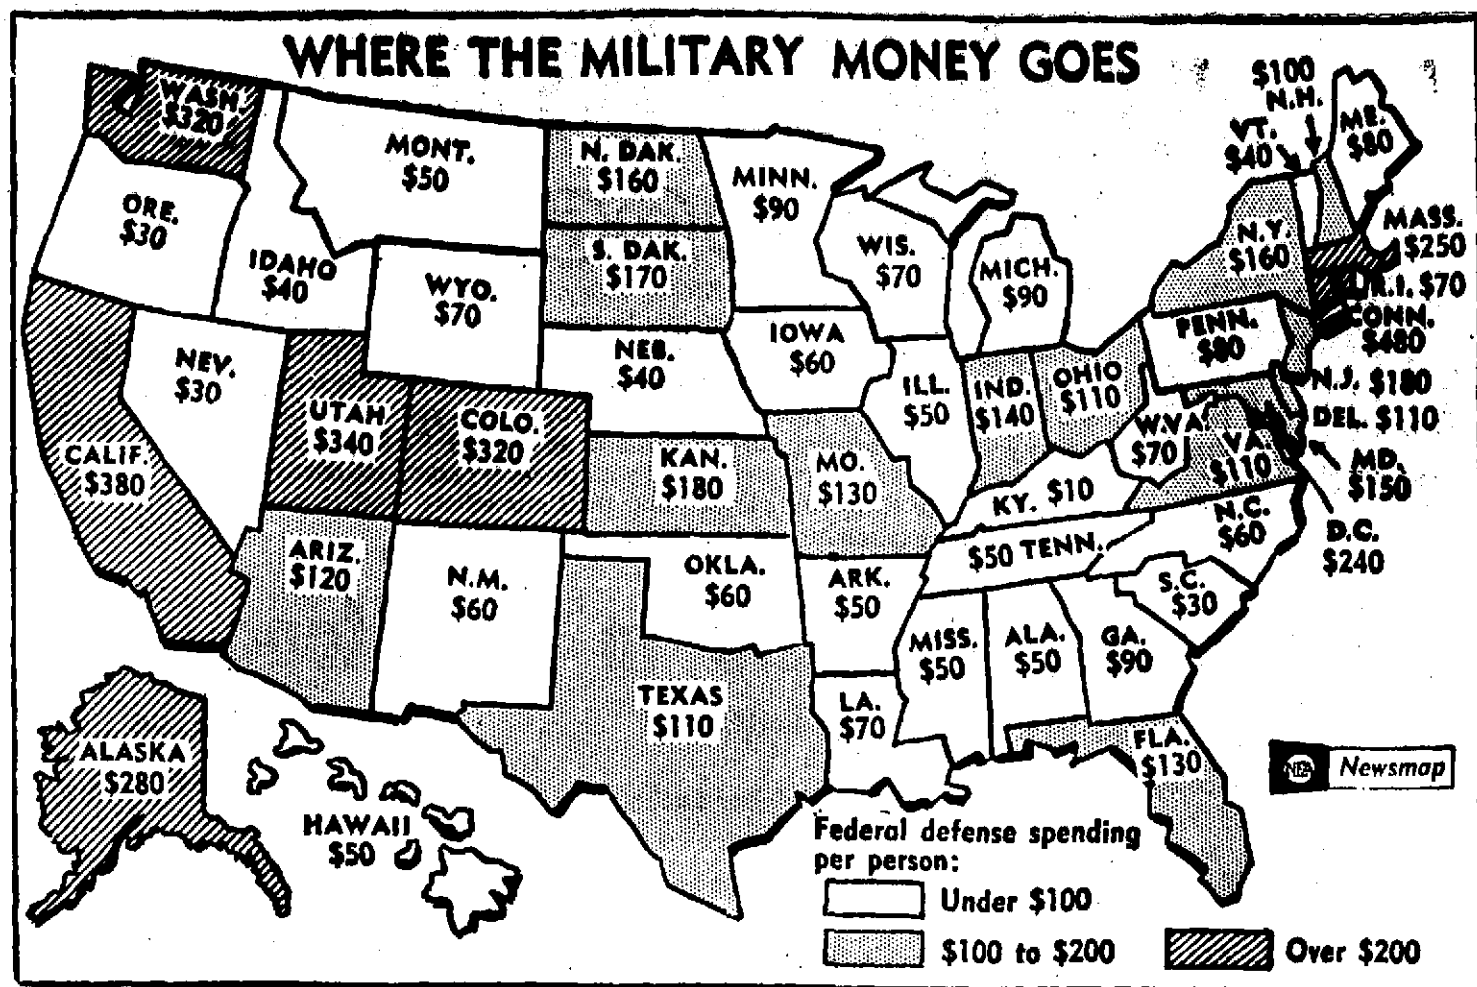 WHERE THE MILITARY MONEY GOES
WASH.
$320
ORE.
$30
CALIF.
$380
IDAHO
$40
NEV.
$30
MONT.
$50
WYO.
$70
UTAH
$340
COLO.
$320
ARIZ.
$120
N.M.
$60
N. DAK.
$160
S. DAK.
$170
NEB.
$40
KAN.
$180
OKLA.
$60
TEXAS
$110
MINN.
$90
IOWA
$60
MO.
$130
ARK.
$50
LA.
$70
WIS.
$70
ILL.
$50
MICH.
$90
IND.
$140
OHIO
$110
KY. $10
$50 TENN.
MISS.
$50
ALA.
$50
GA.
$90
FLA.
$130
S.C.
$30
N.C.
$60
VA.
$110
W.VA.
$70
PENN.
$80
N.Y.
$160
VT.
$40
$100
N.H.
ME.
$80
MASS.
$250
R.I. $70
CONN.
$480
N.J. $180
DEL. $110
MD.
$150
D.C.
$240
ALASKA
$280
HAWAII
$50
NEA Newsmap
Federal defense spending
per person:
Under $100
$100 to $200
Over $200